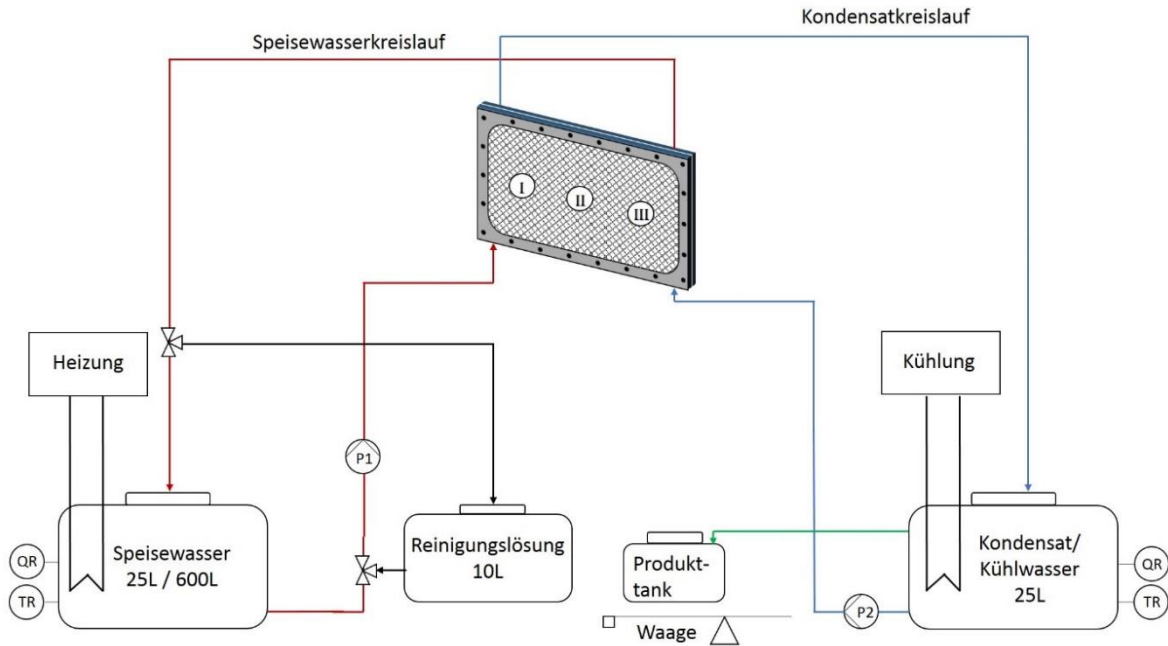 Kondensatkreislauf
Speisewasserkreislauf
I
II
III
Heizung
Kühlung
P1
Speisewasser
25L / 600L
QR
TR
Reinigungslösung
10L
Produkt-
tank
Waage
P2
Kondensat/
Kühlwasser
25L
QR
TR